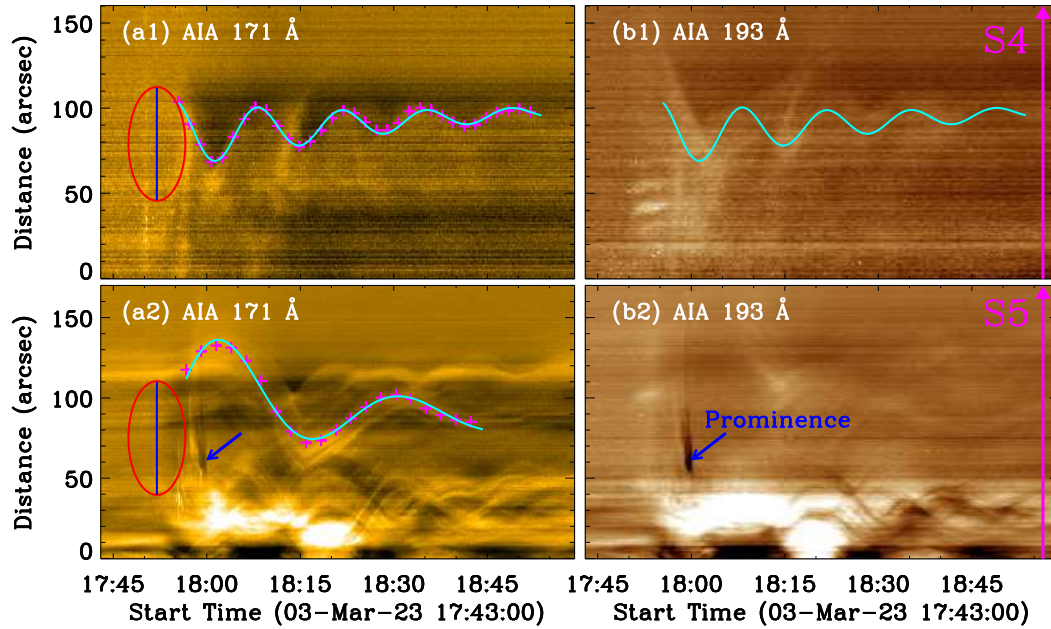 (a1) AIA 171 Å
(b1) AIA 193 Å
S4
Distance (arcsec)
150
100
50
0
(a2) AIA 171 Å
(b2) AIA 193 Å
S5
Prominence
Distance (arcsec)
150
100
50
0
17:45 18:00 18:15 18:30 18:45
17:45 18:00 18:15 18:30 18:45
Start Time (03-Mar-23 17:43:00)
Start Time (03-Mar-23 17:43:00)